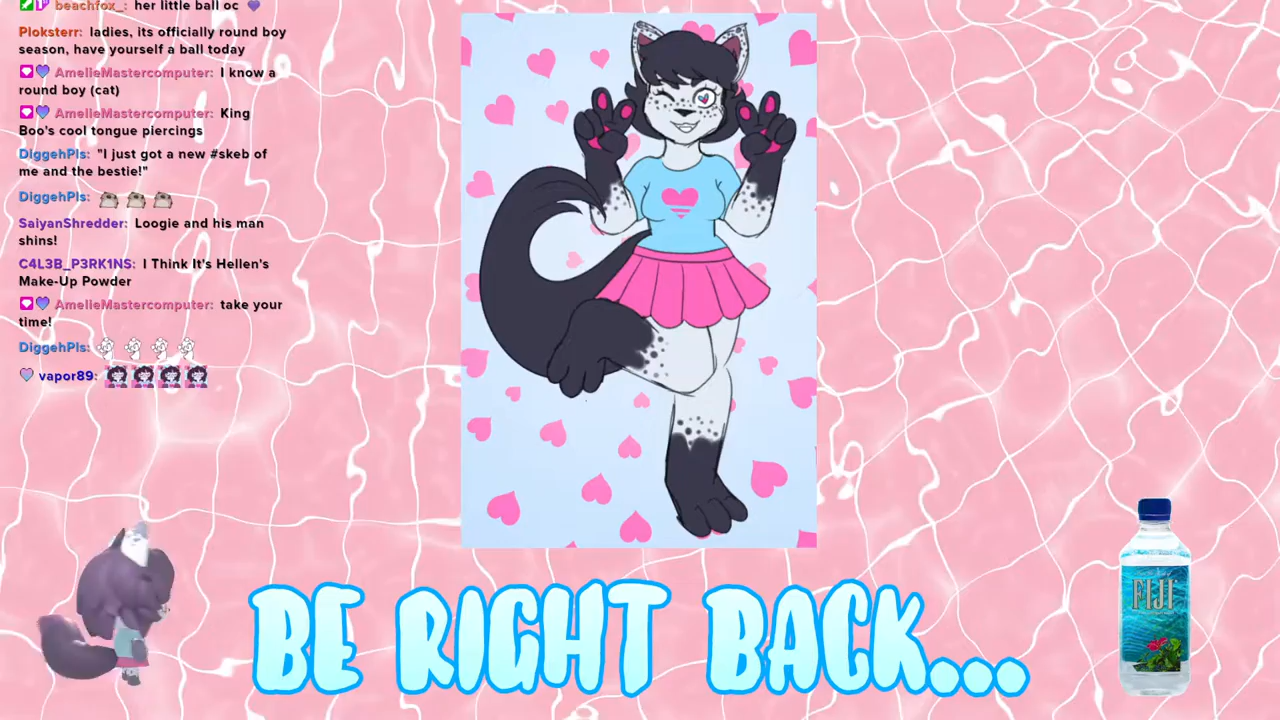 beachfox_: her little ball oc
Ploksterr: ladies, its officially round boy
season, have yourself a ball today
AmelieMastercomputer: I know a
round boy (cat)
AmelieMastercomputer: King
Boo's cool tongue piercings
DiggehPls: "I just got a new #skeb of
me and the bestie!"
DiggehPls:
SaiyanShredder: Loogie and his man
shins!
C4L3B_P3RK1NS: I Think It's Hellen's
Make-Up Powder
AmelieMastercomputer: take your
time!
DiggehPls:
vapor89:
BE RIGHT BACK...
FIJI